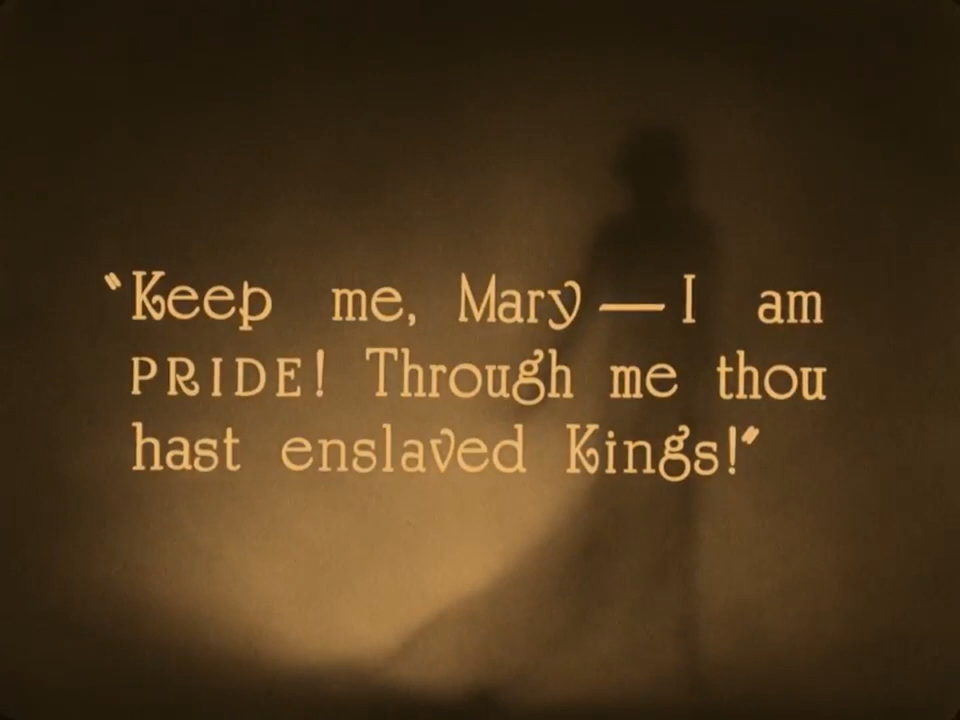 "Keep me, Mary — I am
PRIDE! Through me thou
hast enslaved Kings!"